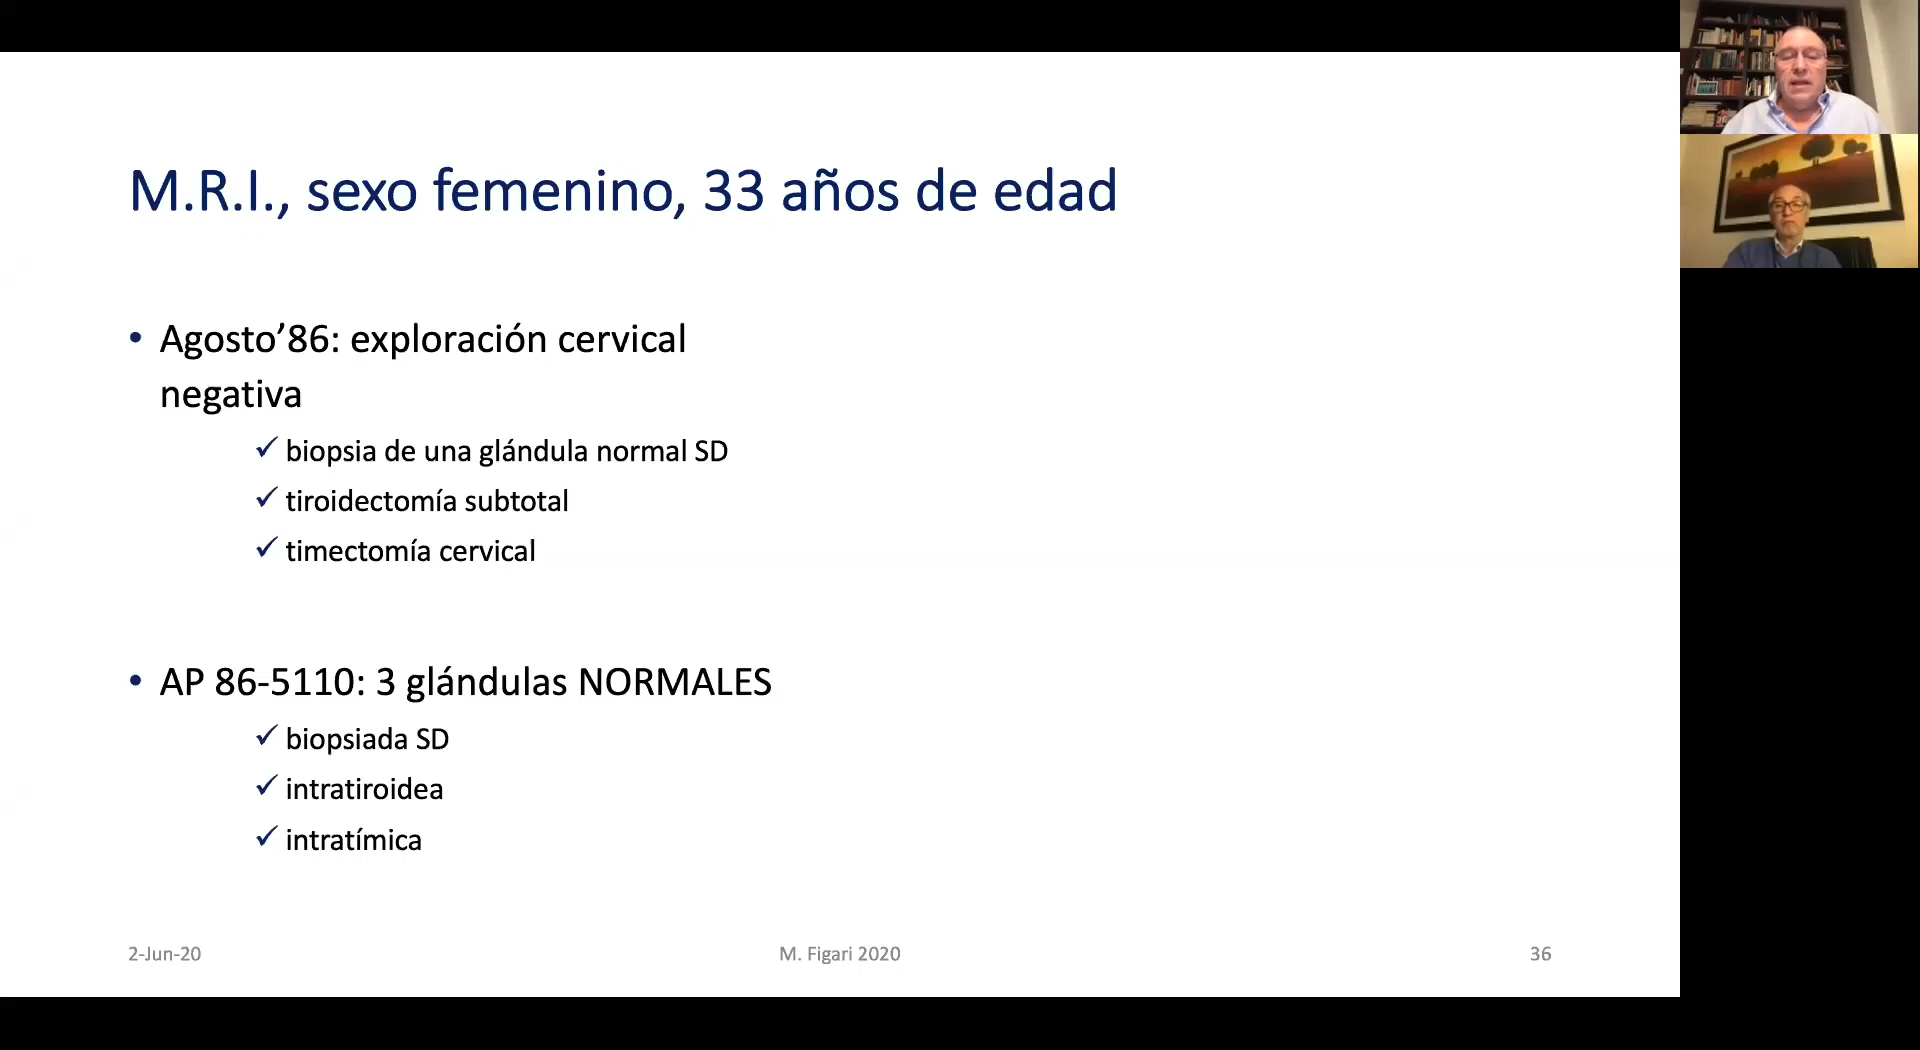 M.R.I., sexo femenino, 33 años de edad
• Agosto’86: exploración cervical
negativa
✓ biopsia de una glándula normal SD
✓ tiroidectomía subtotal
✓ timectomía cervical
• AP 86-5110: 3 glándulas NORMALES
✓ biopsiada SD
✓ intratiroidea
✓ intratímica
2-Jun-20
M. Figari 2020
36